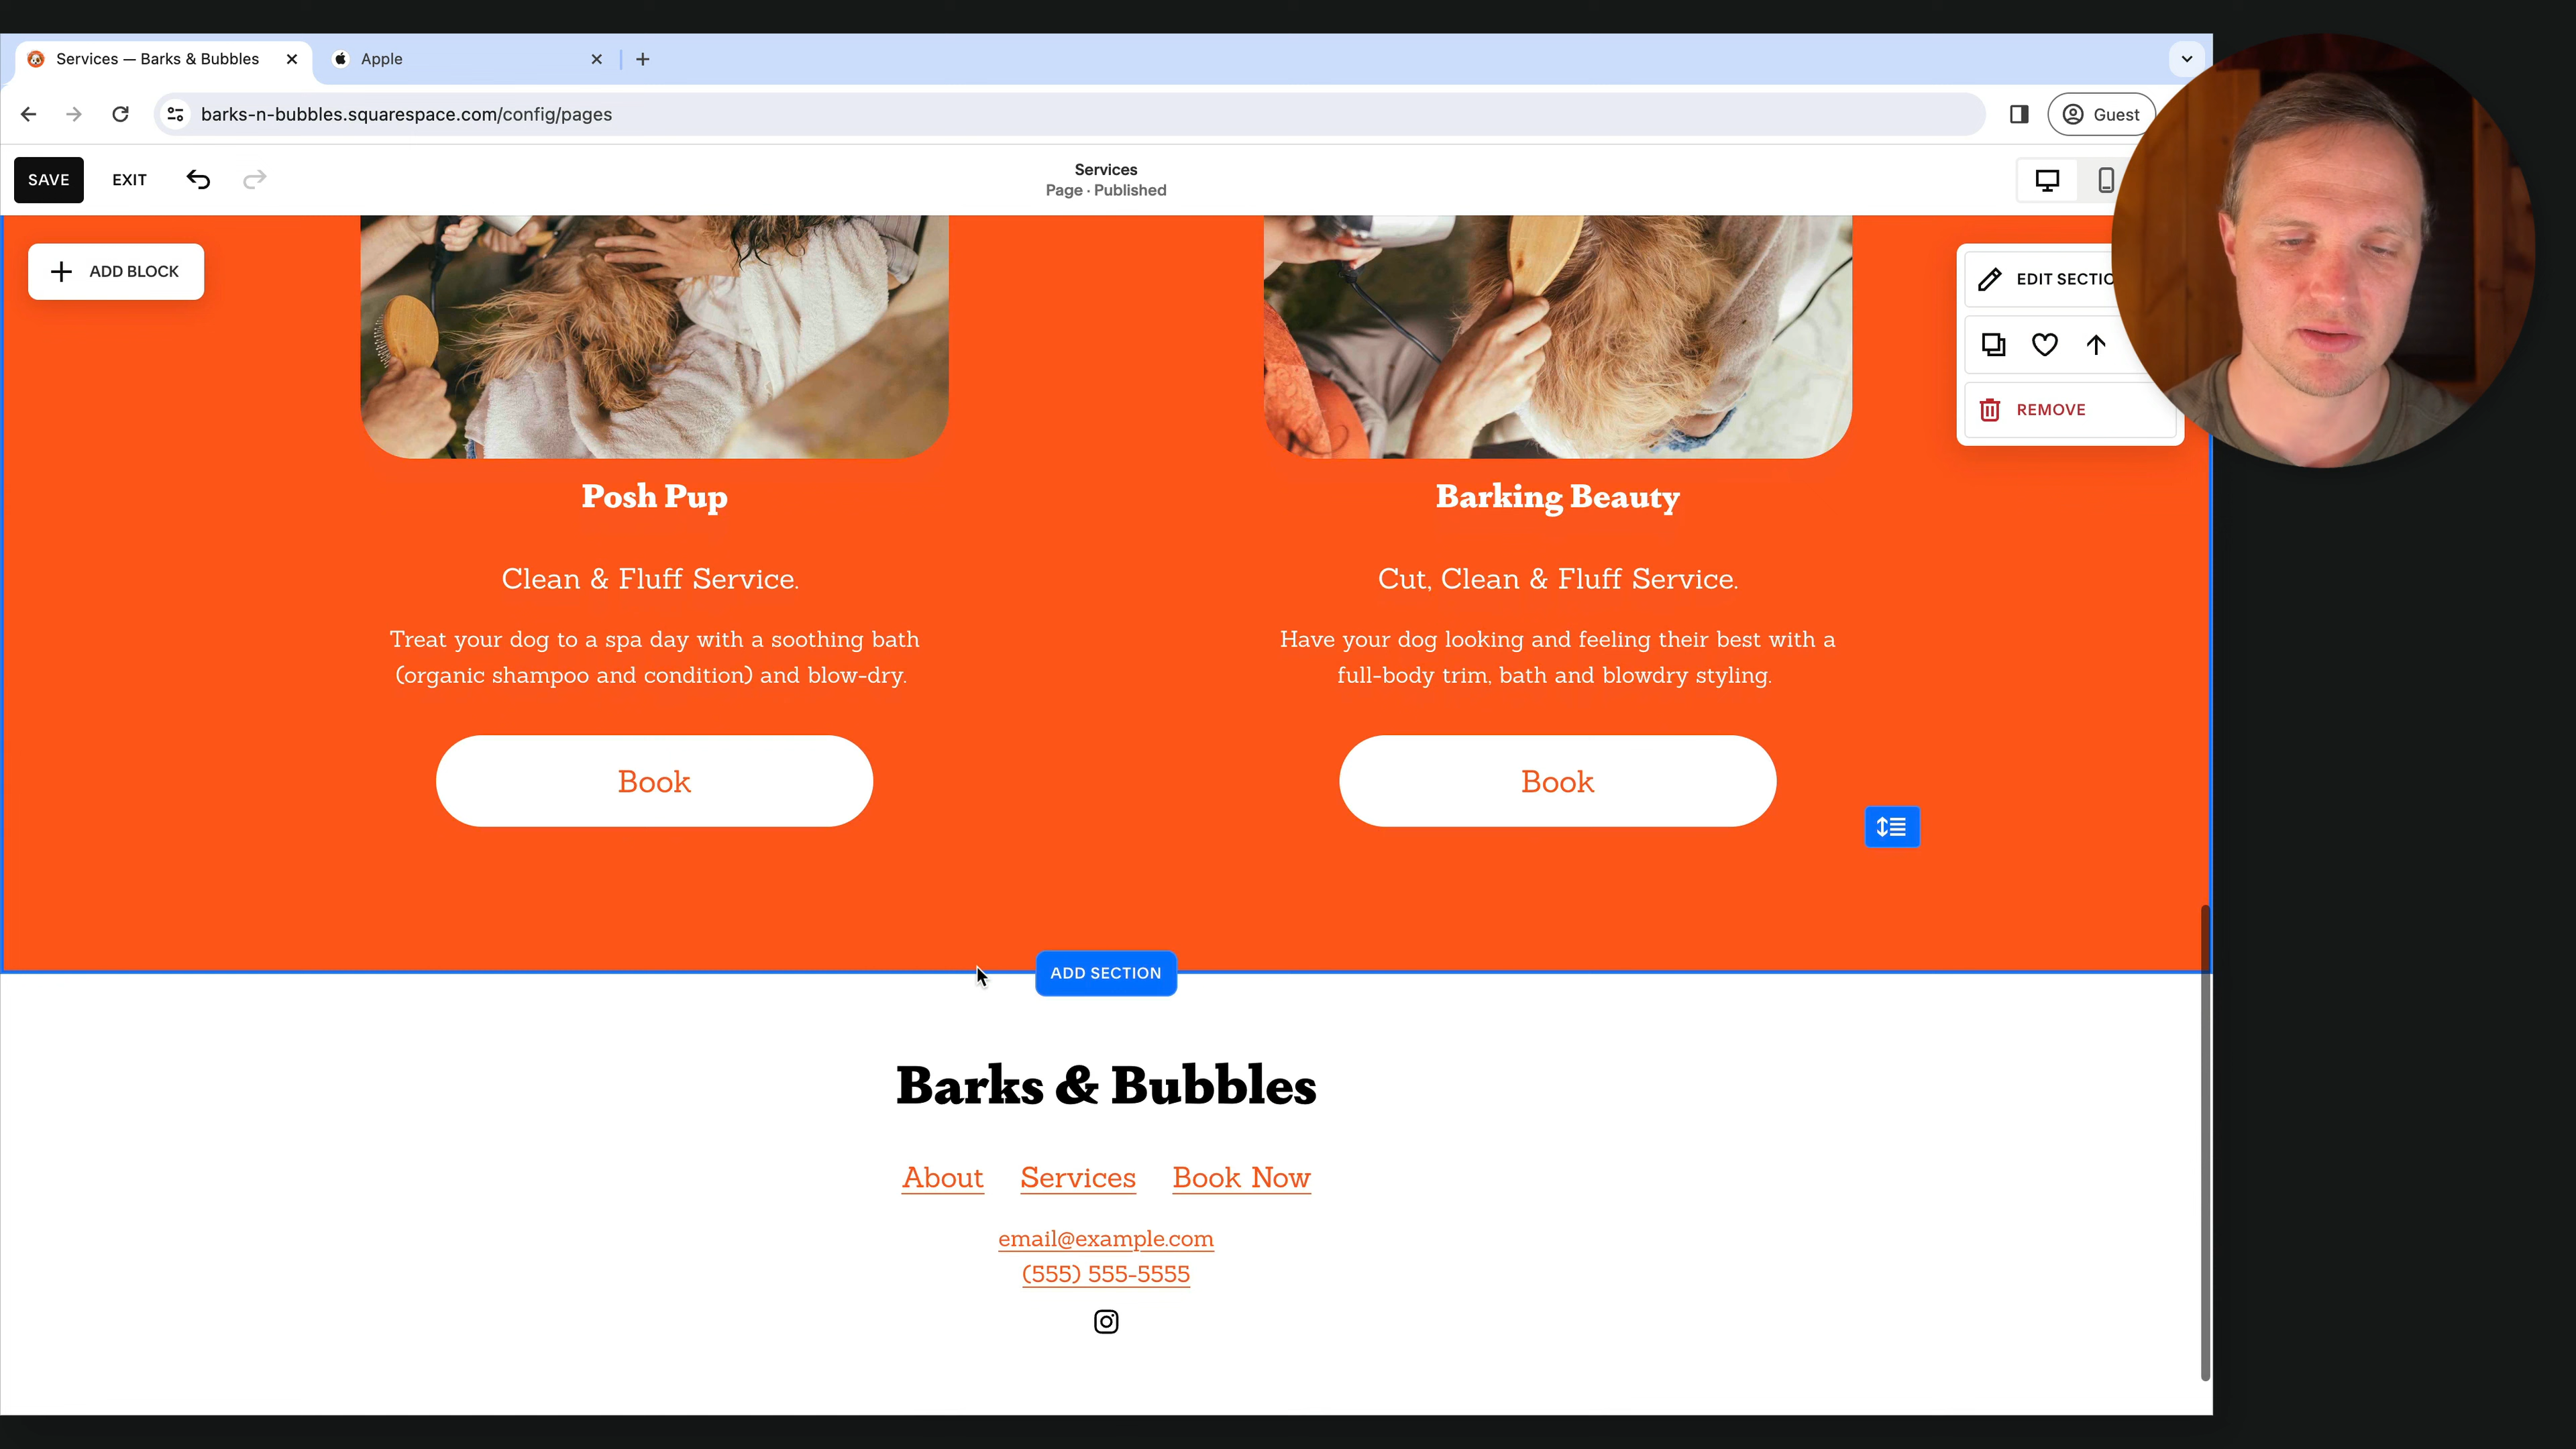 Services — Barks & Bubbles
Apple
barks-n-bubbles.squarespace.com/config/pages
Guest
SAVE
EXIT
Services
Page · Published
ADD BLOCK
EDIT SECTIO
REMOVE
Posh Pup
Clean & Fluff Service.
Treat your dog to a spa day with a soothing bath
(organic shampoo and condition) and blow-dry.
Book
Barking Beauty
Cut, Clean & Fluff Service.
Have your dog looking and feeling their best with a
full-body trim, bath and blowdry styling.
Book
ADD SECTION
Barks & Bubbles
About Services Book Now
email@example.com
(555) 555-5555